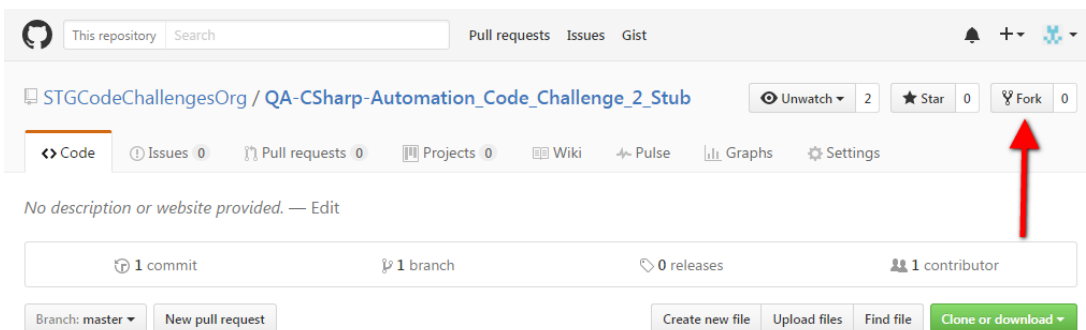 This repository Search Pull requests Issues Gist
STGCodeChallengesOrg / QA-CSharp-Automation_Code_Challenge_2_Stub Unwatch 2 Star 0 Fork 0
Code Issues 0 Pull requests 0 Projects 0 Wiki Pulse Graphs Settings
No description or website provided. — Edit
1 commit 1 branch 0 releases 1 contributor
Branch: master New pull request Create new file Upload files Find file Clone or download